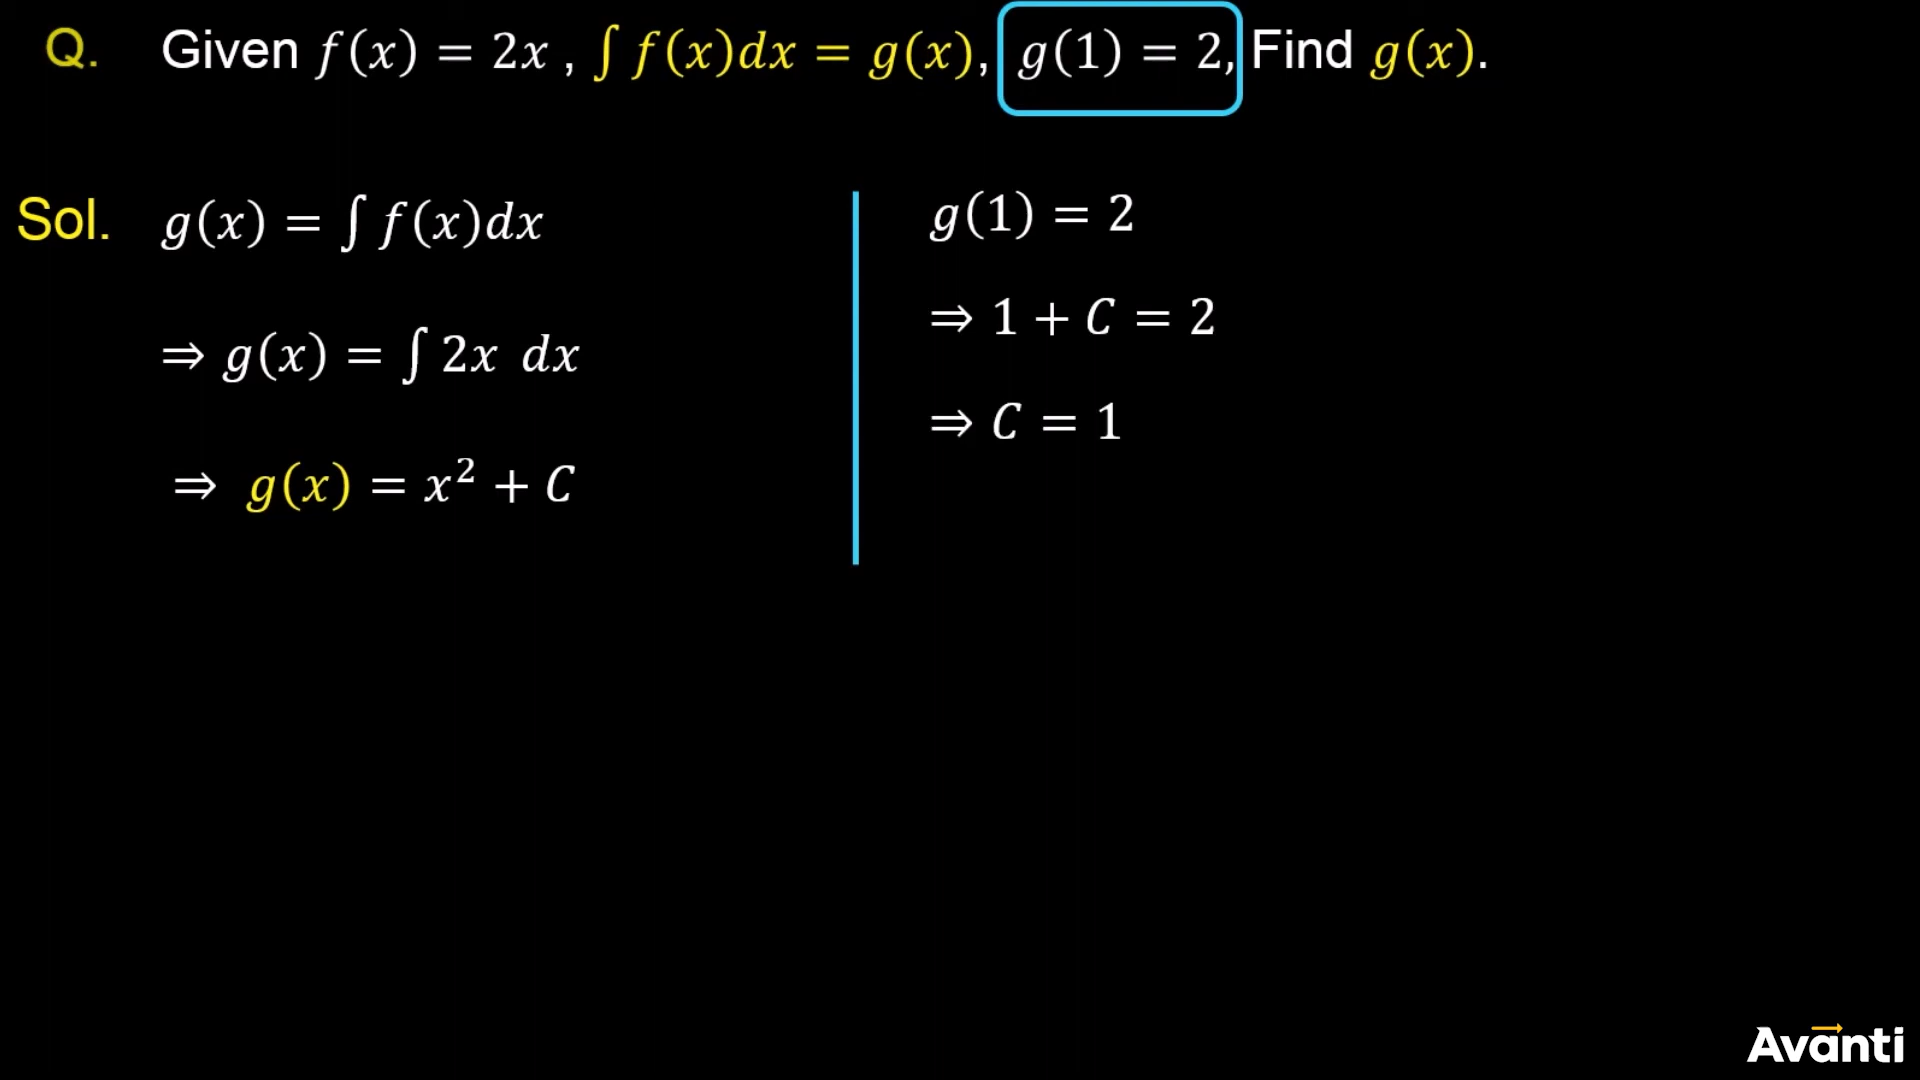 Q. Given f(x) = 2x , ∫ f(x)dx = g(x), g(1) = 2, Find g(x).
Sol. g(x) = ∫ f(x)dx
⇒ g(x) = ∫ 2x dx
⇒ g(x) = x² + C
g(1) = 2
⇒ 1 + C = 2
⇒ C = 1
Avanti